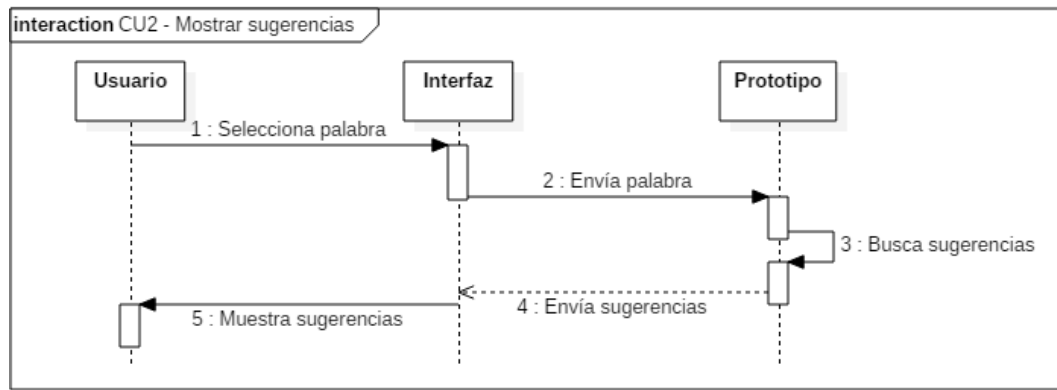 interaction CU2 - Mostrar sugerencias
Usuario
Interfaz
Prototipo
1 : Selecciona palabra
2 : Envía palabra
3 : Busca sugerencias
4 : Envía sugerencias
5 : Muestra sugerencias